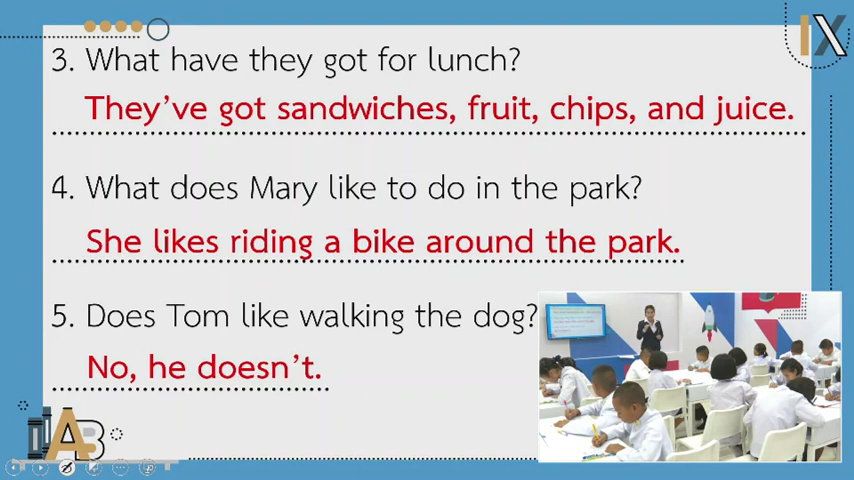 3. What have they got for lunch?
They've got sandwiches, fruit, chips, and juice.
4. What does Mary like to do in the park?
She likes riding a bike around the park.
5. Does Tom like walking the dog?
No, he doesn't.
IX
AB